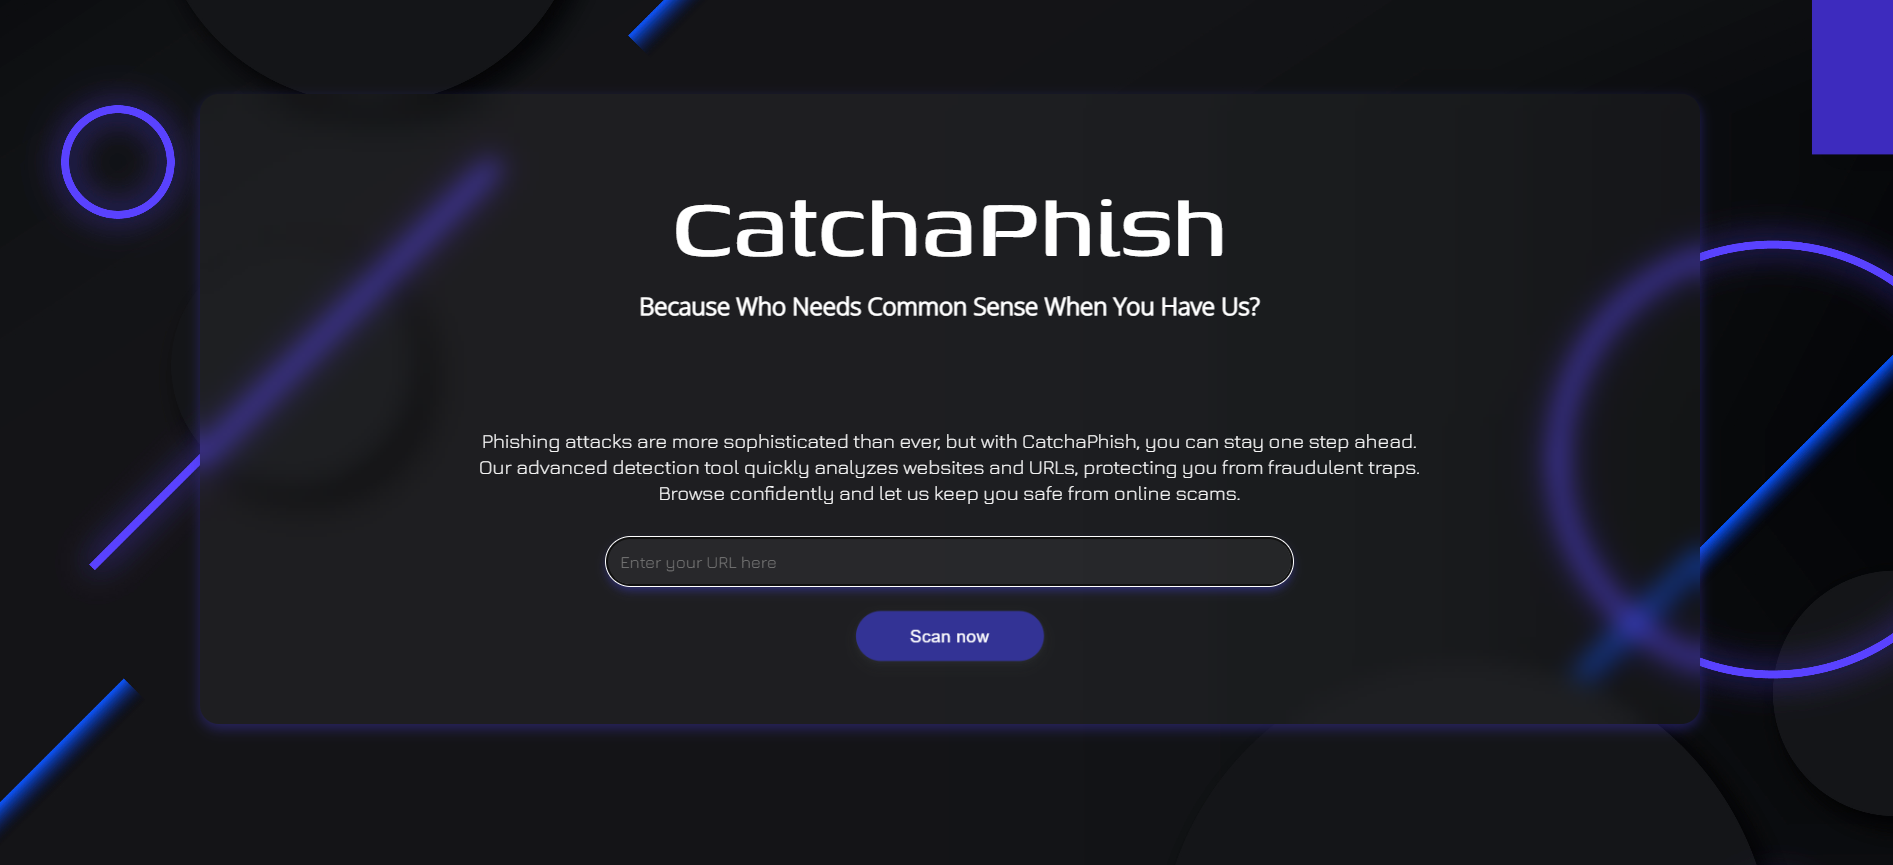 CatchaPhish
Because Who Needs Common Sense When You Have Us?
Phishing attacks are more sophisticated than ever, but with CatchaPhish, you can stay one step ahead.
Our advanced detection tool quickly analyzes websites and URLs, protecting you from fraudulent traps.
Browse confidently and let us keep you safe from online scams.
Enter your URL here
Scan now